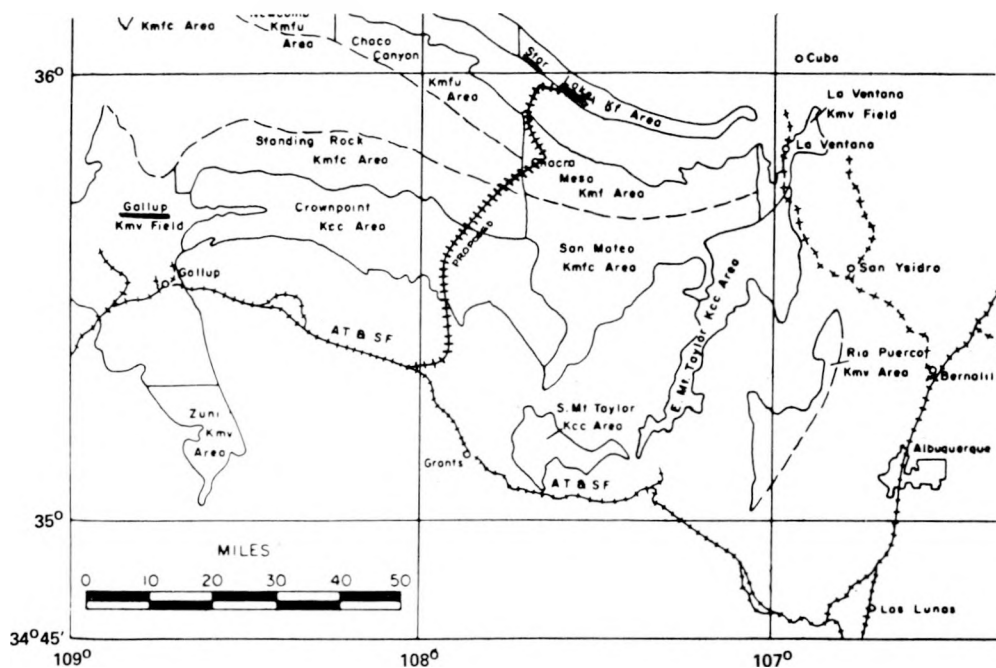 Kmfc Area
Kmfu
Area
Chaco
Canyon
Kmfu
Area
Star
Lake
Kf Area
Cuba
36°
La Ventana
Kmv Field
La Ventana
Standing Rock
Kmfc Area
Mesa
Kmf Area
Gallup
Kmv Field
Crownpoint
Kcc Area
PROPOSED
San Mateo
Kmfc Area
San Ysidro
Gallup
AT & SF
E. Mt. Taylor Kcc Area
Rio Puerco
Kmv Area
Bernalil
Zuni
Kmv
Area
S. Mt Taylor
Kcc Area
Grants
AT & SF
Albuquerque
35°
MILES
0 10 20 30 40 50
Los Lunas
34°45'
109° 108° 107°